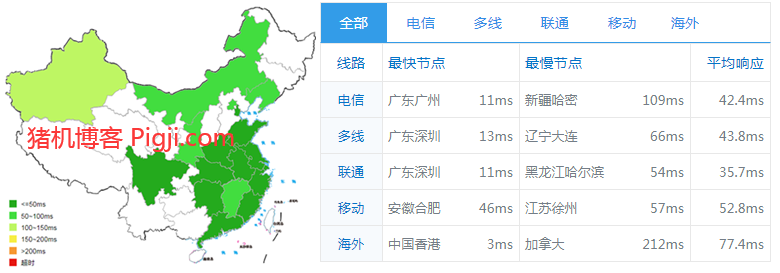 猪机博客 Pigji.com
<=50ms
50~100ms
100~150ms
150~200ms
>200ms
超时
全部 电信 多线 联通 移动 海外
线路 最快节点 最慢节点 平均响应
电信 广东广州 11ms 新疆哈密 109ms 42.4ms
多线 广东深圳 13ms 辽宁大连 66ms 43.8ms
联通 广东深圳 11ms 黑龙江哈尔滨 54ms 35.7ms
移动 安徽合肥 46ms 江苏徐州 57ms 52.8ms
海外 中国香港 3ms 加拿大 212ms 77.4ms